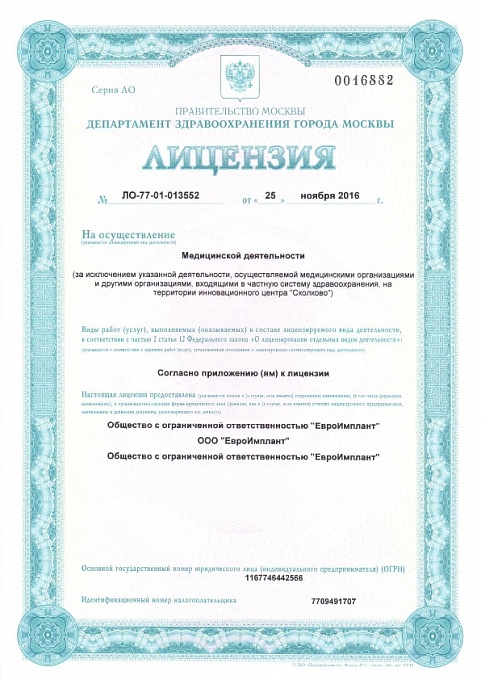 Серия ЛО
0016882
ПРАВИТЕЛЬСТВО МОСКВЫ
ДЕПАРТАМЕНТ ЗДРАВООХРАНЕНИЯ ГОРОДА МОСКВЫ
ЛИЦЕНЗИЯ
№ ЛО-77-01-013552 от « 25 » ноября 2016 г.
На осуществление
(указывается лицензируемый вид деятельности)
Медицинской деятельности
(за исключением указанной деятельности, осуществляемой медицинскими организациями
и другими организациями, входящими в частную систему здравоохранения, на
территории инновационного центра "Сколково")
Виды работ (услуг), выполняемых (оказываемых) в составе лицензируемого вида деятельности,
в соответствии с частью 2 статьи 12 Федерального закона «О лицензировании отдельных видов деятельности»:
Согласно приложению (ям) к лицензии
Настоящая лицензия предоставлена
Общество с ограниченной ответственностью "ЕвроИмплант"
ООО "ЕвроИмплант"
Общество с ограниченной ответственностью "ЕвроИмплант"
Основной государственный номер юридического лица (индивидуального предпринимателя) (ОГРН)
1167746442566
Идентификационный номер налогоплательщика 7709491707